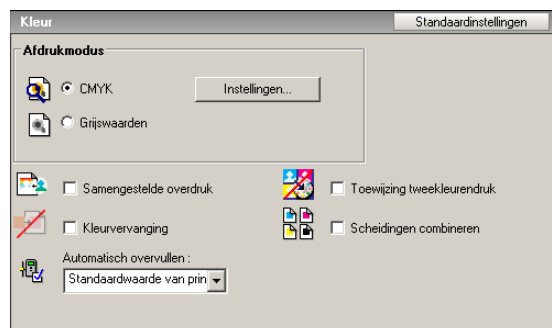 Kleur
Standaardinstellingen
Afdrukmodus
CMYK
Instellingen...
Grijswaarden
Samengestelde overdruk
Toewijzing tweekleurendruk
Kleurvervanging
Scheidingen combineren
Automatisch overvullen :
Standaardwaarde van prin